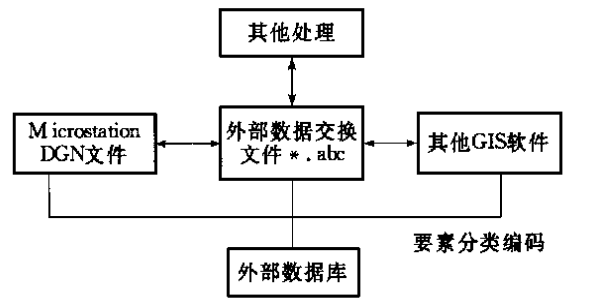 其他处理
Microstation
DGN文件
外部数据交换
文件 *.abc
其他GIS软件
要素分类编码
外部数据库